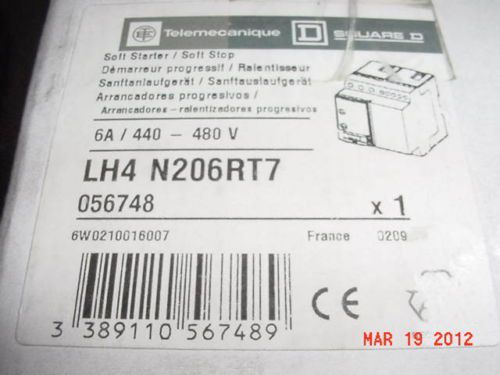 Telemecanique SQUARE D
Soft Starter / Soft Stop
Démarreur progressif / Ralentisseur
Sanftanlaufgerät / Sanftauslaufgerät
Arrancadores progresivos /
Arrancadores - ralentizadores progresivos
6A / 440 - 480 V
LH4 N206RT7
056748 x 1
6W0210016007 France 0209
CE
3 389110 567489
MAR 19 2012